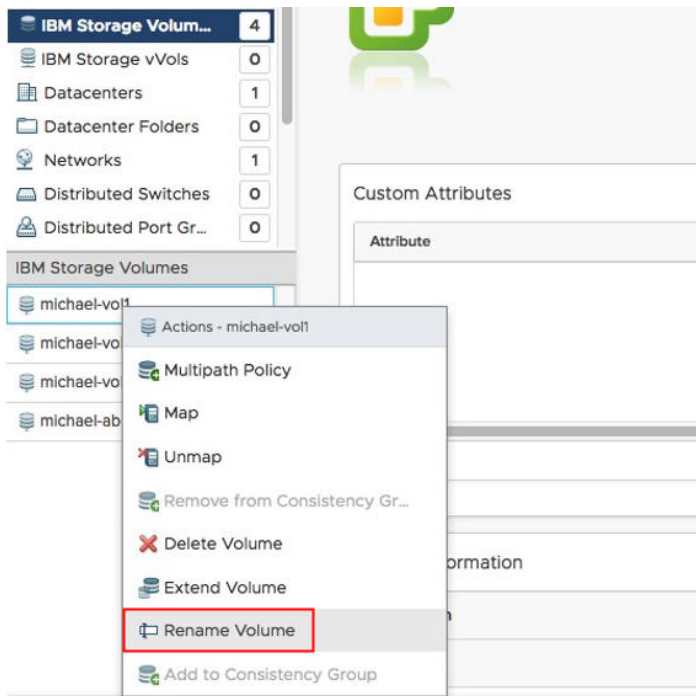 IBM Storage Volum... 4
IBM Storage vVols 0
Datacenters 1
Datacenter Folders 0
Networks 1
Distributed Switches 0
Distributed Port Gr... 0
IBM Storage Volumes
michael-vol1
michael-vo
michael-vo
michael-ab
Custom Attributes
Attribute
Actions - michael-vol1
Multipath Policy
Map
Unmap
Remove from Consistency Gr...
Delete Volume
Extend Volume
Rename Volume
Add to Consistency Group
ormation